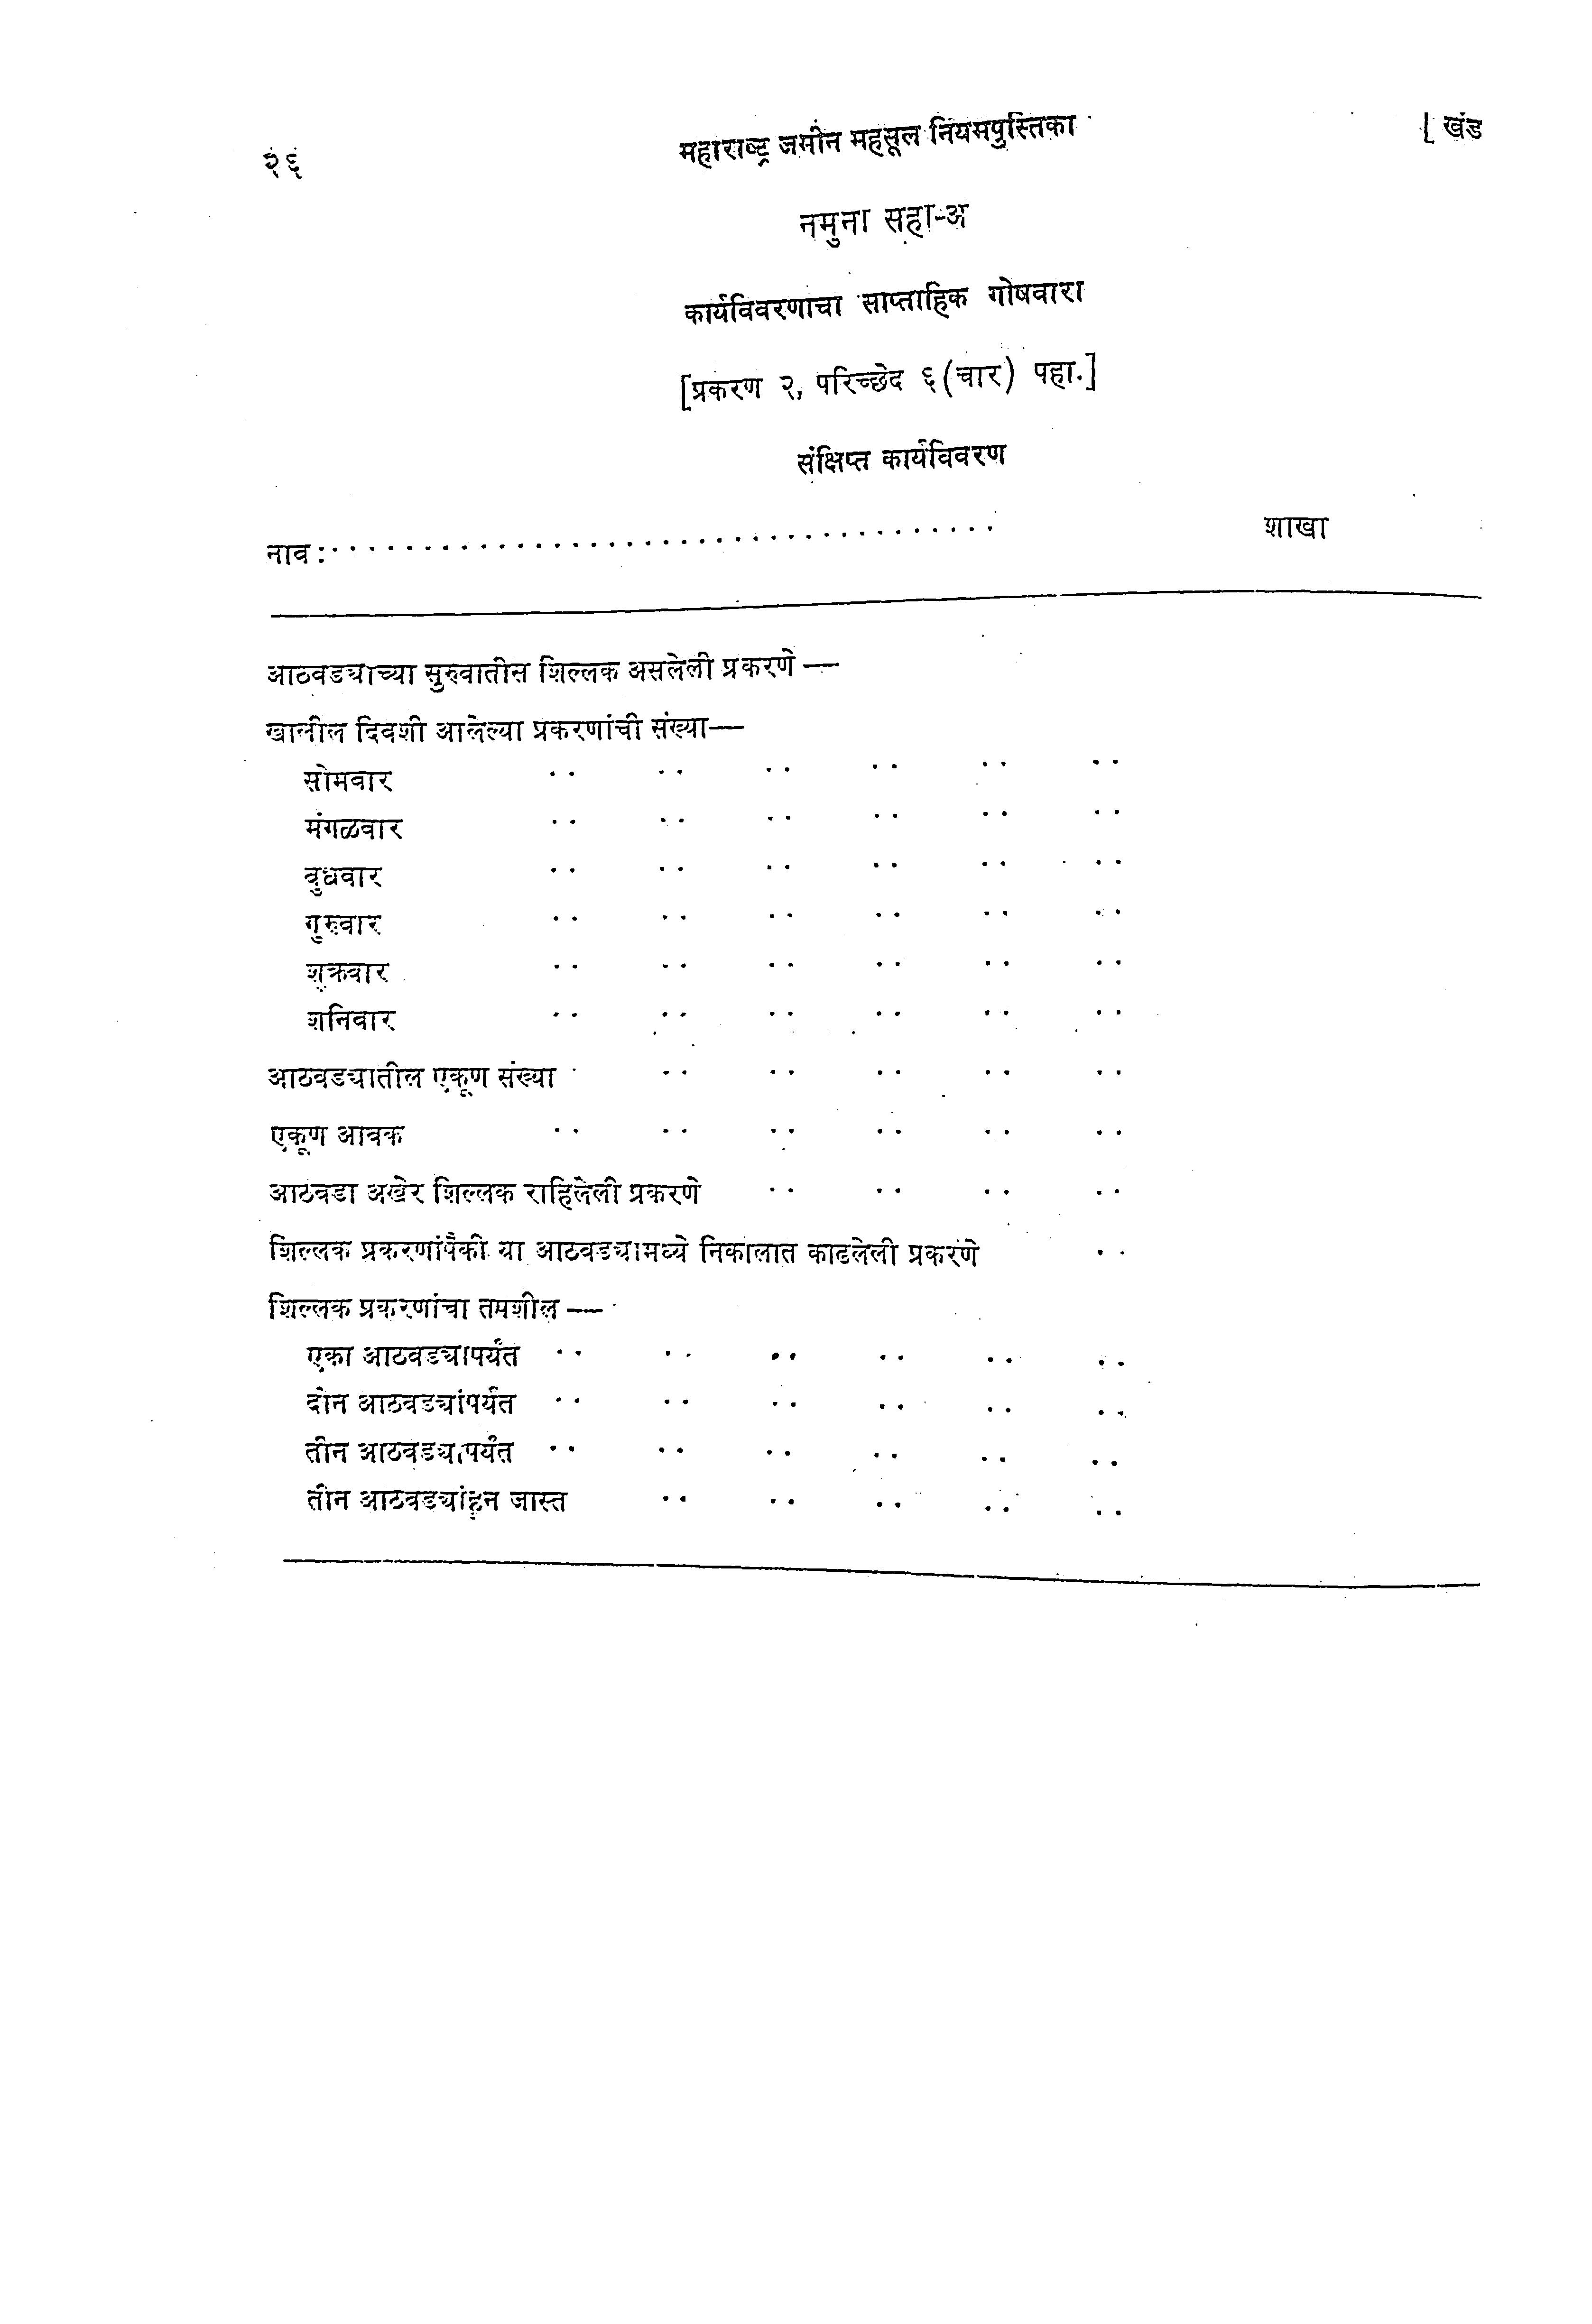 २६ महाराष्ट्र जमीन महसूल नियमपुस्तिका [ खंड
नमुना सहा-अ
कार्यविवरणाचा साप्ताहिक गोषवारा
[प्रकरण २, परिच्छेद ६ (चार) पहा.]
संक्षिप्त कार्यविवरण
नाव :..................................... शाखा
आठवड्याच्या सुरुवातीस शिल्लक असलेली प्रकरणे —
खालील दिवशी आलेल्या प्रकरणांची संख्या—
सोमवार .. .. .. .. .. ..
मंगळवार .. .. .. .. .. ..
बुधवार .. .. .. .. .. ..
गुरुवार .. .. .. .. .. ..
शुक्रवार .. .. .. .. .. ..
शनिवार .. .. .. .. .. ..
आठवड्यातील एकूण संख्या .. .. .. .. ..
एकूण आवक .. .. .. .. .. ..
आठवडा अखेर शिल्लक राहिलेली प्रकरणे .. .. .. ..
शिल्लक प्रकरणांपैकी या आठवड्यामध्ये निकालात काढलेली प्रकरणे ..
शिल्लक प्रकरणांचा तपशील —
एका आठवड्यापर्यंत .. .. .. .. .. ..
दोन आठवड्यांपर्यंत .. .. .. .. .. ..
तीन आठवड्यापर्यंत .. .. .. .. .. ..
तीन आठवड्यांहून जास्त .. .. .. .. ..